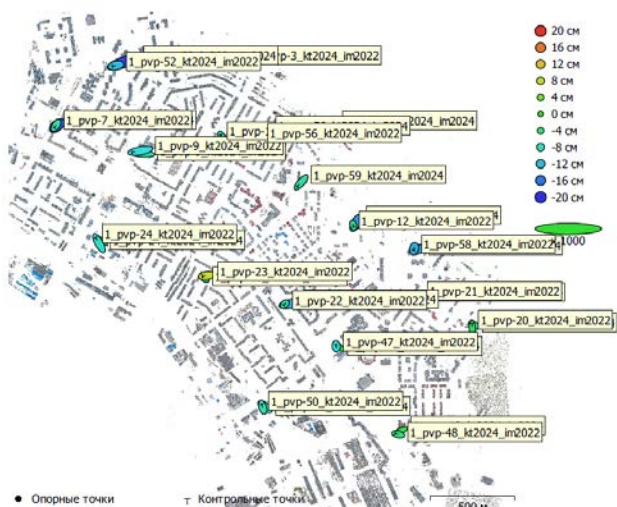 20 см
16 см
12 см
8 см
4 см
0 см
-4 см
-8 см
-12 см
-16 см
-20 см
1000
2024 vp-3_kt2024_im2022
1_pvp-52_kt2024_im2022
1_pvp-7_kt2024_im2022
1_pvp-56_kt2024_im2022
1_pvp-9_kt2024_im2022
1_pvp-59_kt2024_im2024
1_pvp-12_kt2024_im2022
1_pvp-24_kt2024_im2022
1_pvp-58_kt2024_im2022
1_pvp-23_kt2024_im2022
1_pvp-21_kt2024_im2022
1_pvp-22_kt2024_im2022
1_pvp-20_kt2024_im2022
1_pvp-47_kt2024_im2022
1_pvp-50_kt2024_im2022
1_pvp-48_kt2024_im2022
Опорные точки
Контрольные точки
500 м